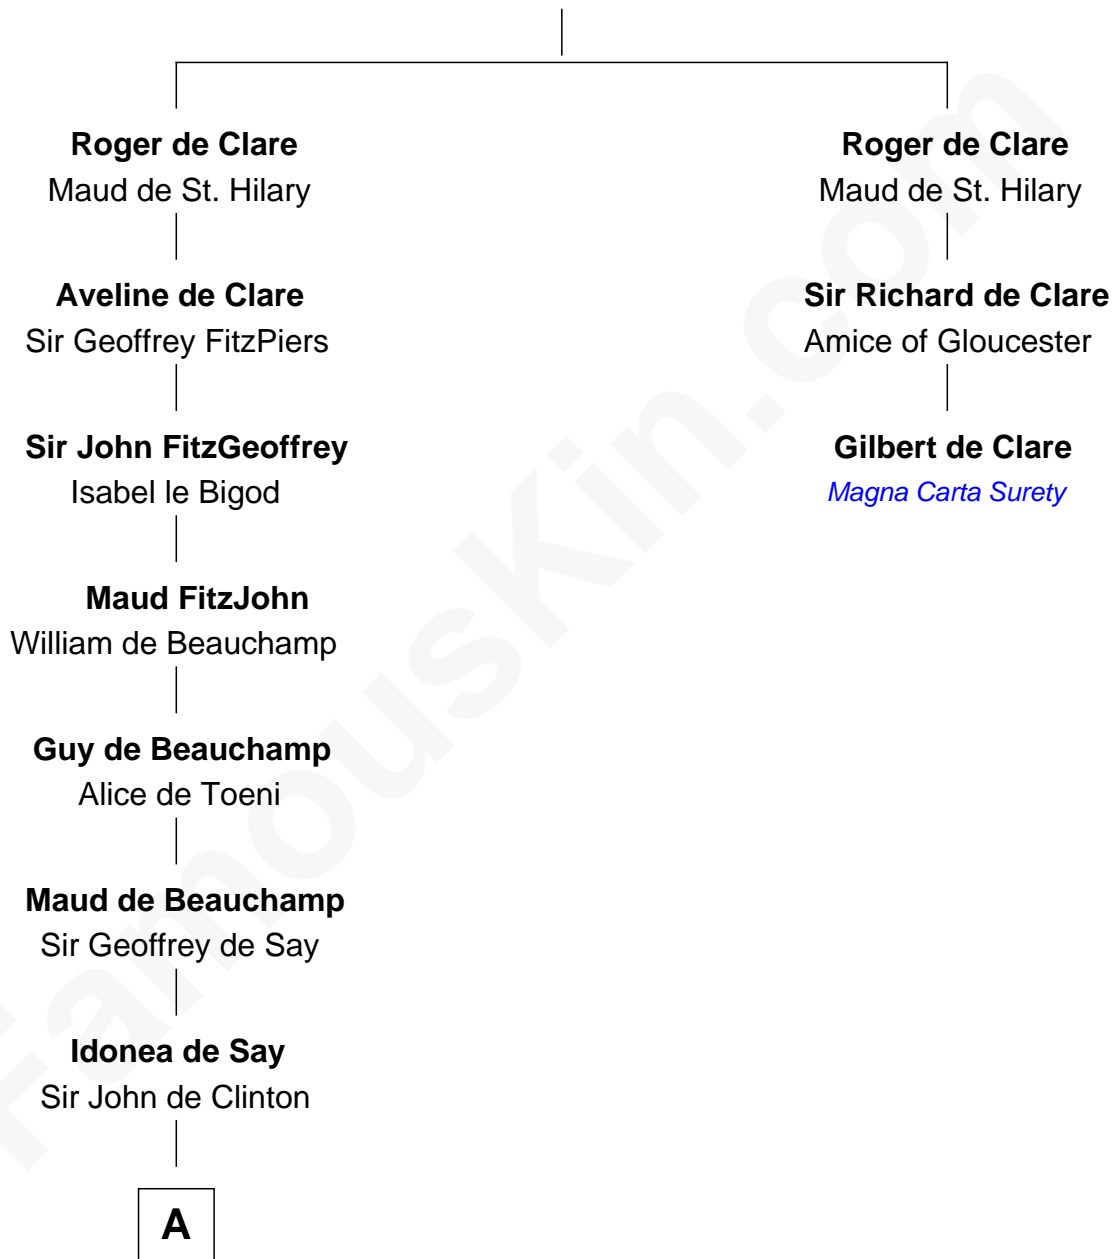 Roger de Clare
Maud de St. Hilary
Aveline de Clare
Sir Geoffrey FitzPiers
Sir John FitzGeoffrey
Isabel le Bigod
Maud FitzJohn
William de Beauchamp
Guy de Beauchamp
Alice de Toeni
Maud de Beauchamp
Sir Geoffrey de Say
Idonea de Say
Sir John de Clinton
A
Roger de Clare
Maud de St. Hilary
Sir Richard de Clare
Amice of Gloucester
Gilbert de Clare
Magna Carta Surety
FamousKin.com